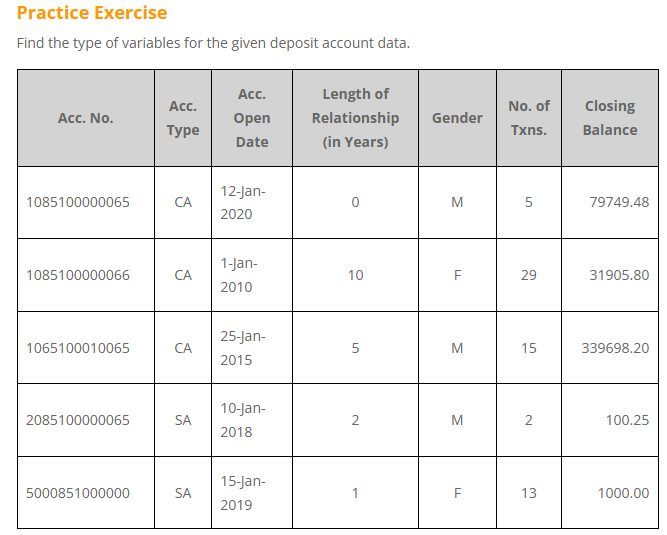 Practice Exercise
Find the type of variables for the given deposit account data.
Acc. No. Acc. Type Acc. Open Date Length of Relationship (in Years) Gender No. of Txns. Closing Balance
1085100000065 CA 12-Jan-2020 0 M 5 79749.48
1085100000066 CA 1-Jan-2010 10 F 29 31905.80
1065100010065 CA 25-Jan-2015 5 M 15 339698.20
2085100000065 SA 10-Jan-2018 2 M 2 100.25
5000851000000 SA 15-Jan-2019 1 F 13 1000.00